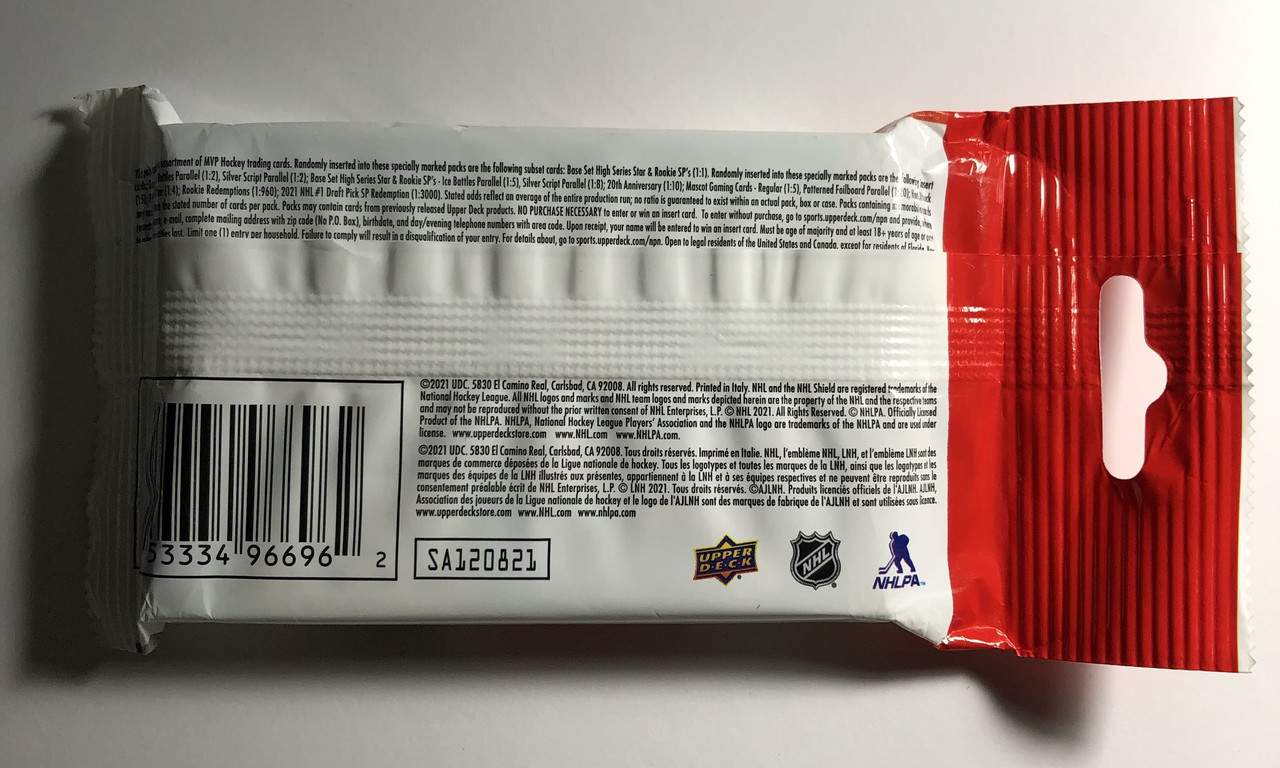 assortment of MVP Hockey trading cards. Randomly inserted into these specially marked packs are the following subset cards: Base Set High Series Star & Rookie SP's (1:1). Randomly inserted into these specially marked packs are the following insert
Battles Parallel (1:2), Silver Script Parallel (1:2); Base Set High Series Star & Rookie SP's - Ice Battles Parallel (1:5), Silver Script Parallel (1:8); 20th Anniversary (1:10); Mascot Gaming Cards - Regular (1:5), Patterned Foilboard Parallel
(1:4); Rookie Redemptions (1:960); 2021 NHL #1 Draft Pick SP Redemption (1:3000). Stated odds reflect an average of the entire production run; no ratio is guaranteed to exist within an actual pack, box or case. Packs containing memorabilia cards
the stated number of cards per pack. Packs may contain cards from previously released Upper Deck products. NO PURCHASE NECESSARY to enter or win an insert card. To enter without purchase, go to sports.upperdeck.com/npn and provide,
e-mail, complete mailing address with zip code (No P.O. Box), birthdate, and day/evening telephone numbers with area code. Upon receipt, your name will be entered to win an insert card. Must be age of majority and at least 18+ years of age
last. Limit one (1) entry per household. Failure to comply will result in a disqualification of your entry. For details about, go to sports.upperdeck.com/npn. Open to legal residents of the United States and Canada, except for residents of Florida,
©2021 UDC. 5830 El Camino Real, Carlsbad, CA 92008. All rights reserved. Printed in Italy. NHL and the NHL Shield are registered trademarks of the
National Hockey League. All NHL logos and marks and NHL team logos and marks depicted herein are the property of the NHL and the respective teams
and may not be reproduced without the prior written consent of NHL Enterprises, L.P. © NHL 2021. All Rights Reserved. © NHLPA. Officially Licensed
Product of the NHLPA. NHLPA, National Hockey League Players' Association and the NHLPA logo are trademarks of the NHLPA and are used under
license. www.upperdeckstore.com www.NHL.com www.NHLPA.com.
©2021 UDC. 5830 El Camino Real, Carlsbad, CA 92008. Tous droits réservés. Imprimé en Italie. NHL, l'emblème NHL, LNH, et l'emblème LNH sont des
marques de commerce déposées de la Ligue nationale de hockey. Tous les logotypes et toutes les marques de la LNH, ainsi que les logotypes et les
marques des équipes de la LNH illustrés aux présentes, appartiennent à la LNH et à ses équipes respectives et ne peuvent être reproduits sans le
consentement préalable écrit de NHL Enterprises, L.P. © LNH 2021. Tous droits réservés. ©AJLNH. Produits licenciés officiels de l'AJLNH. AJLNH,
Association des joueurs de la Ligue nationale de hockey et le logo de l'AJLNH sont des marques de fabrique de l'AJLNH et sont utilisées sous licence.
www.upperdeckstore.com www.NHL.com www.nhlpa.com
53334 96696 2
SA120821
UPPER
D·E·C·K
NHL
NHLPA